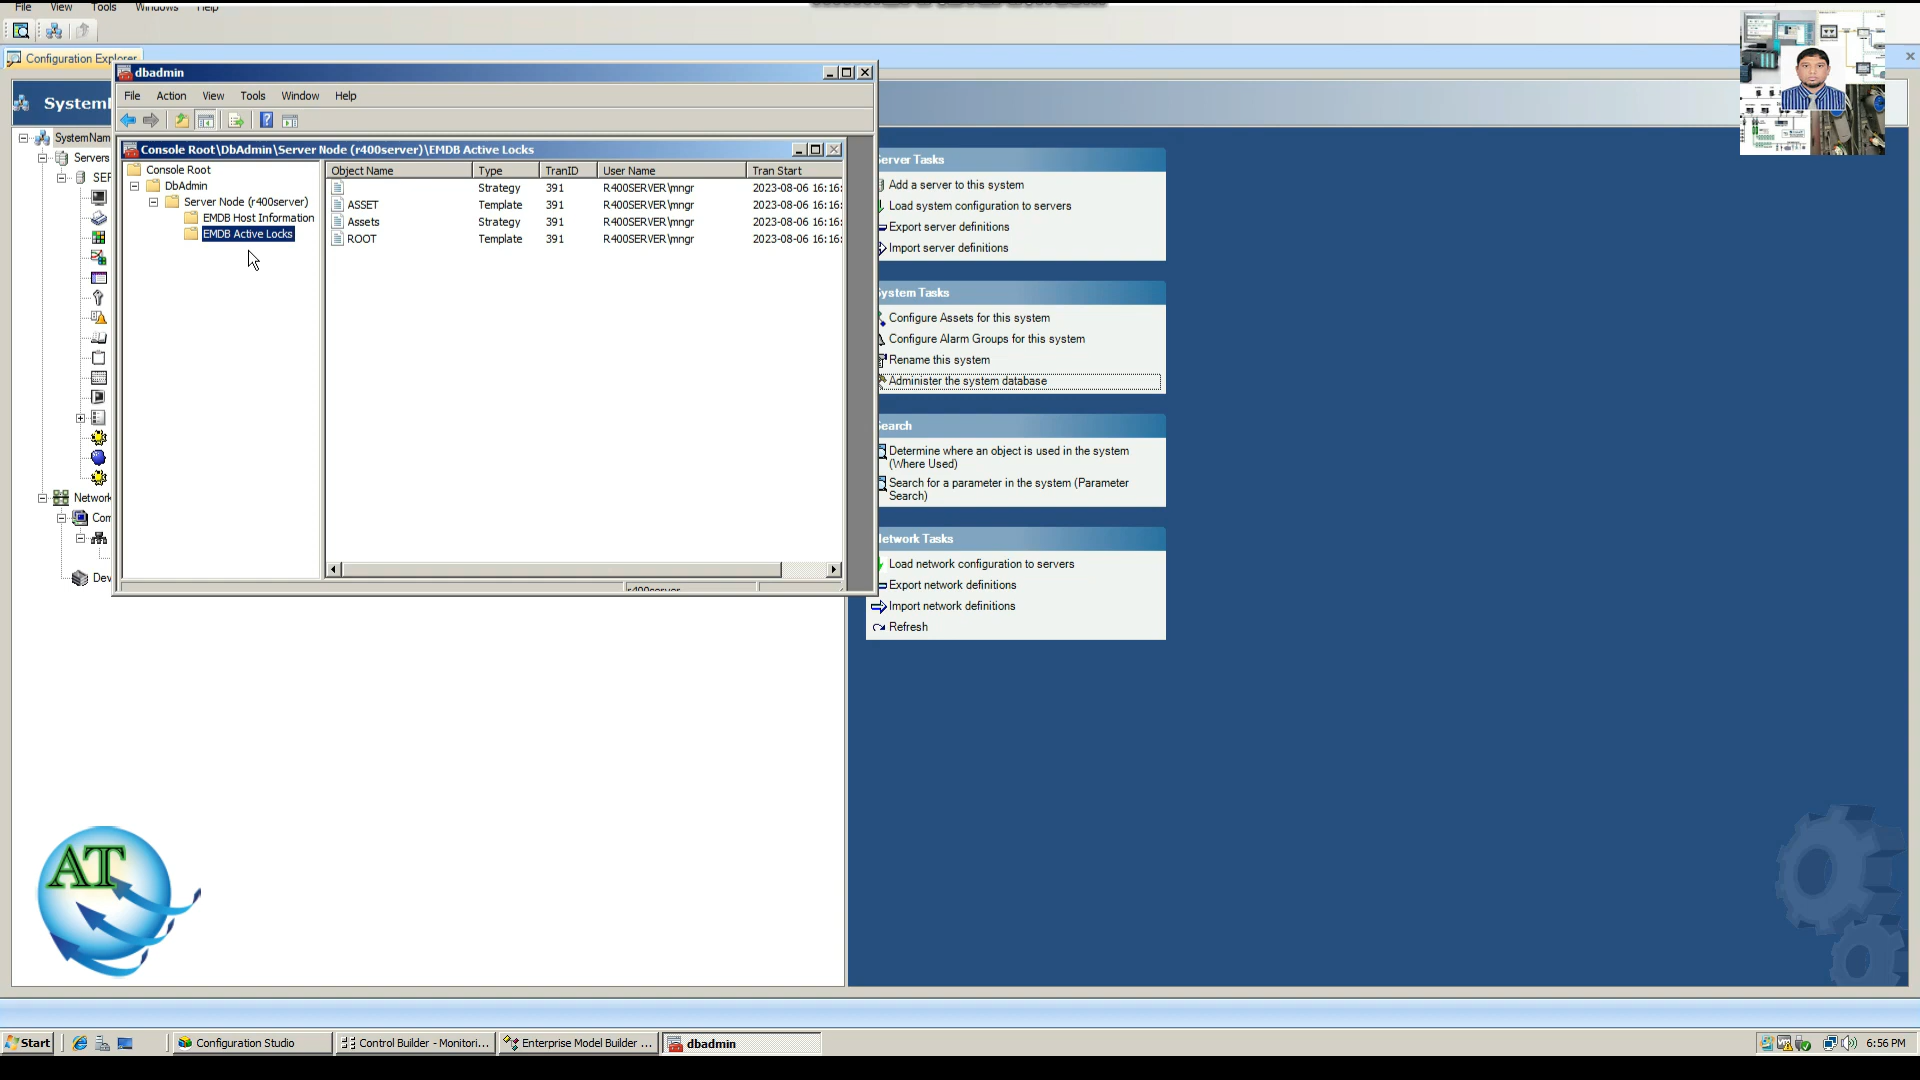 File View Tools Windows Help
Configuration Explorer
dbadmin
File Action View Tools Window Help
Console Root\DbAdmin\Server Node (r400server)\EMDB Active Locks
Console Root
DbAdmin
Server Node (r400server)
EMDB Host Information
EMDB Active Locks
Object Name Type TranID User Name Tran Start
Strategy 391 R400SERVER\mngr 2023-08-06 16:16:
ASSET Template 391 R400SERVER\mngr 2023-08-06 16:16:
Assets Strategy 391 R400SERVER\mngr 2023-08-06 16:16:
ROOT Template 391 R400SERVER\mngr 2023-08-06 16:16:
r400server
SystemNam
Servers
SER
Network
Com
Dev
erver Tasks
Add a server to this system
Load system configuration to servers
Export server definitions
Import server definitions
ystem Tasks
Configure Assets for this system
Configure Alarm Groups for this system
Rename this system
Administer the system database
earch
Determine where an object is used in the system
(Where Used)
Search for a parameter in the system (Parameter
Search)
etwork Tasks
Load network configuration to servers
Export network definitions
Import network definitions
Refresh
AT
Start Configuration Studio Control Builder - Monitori... Enterprise Model Builder ... dbadmin 6:56 PM